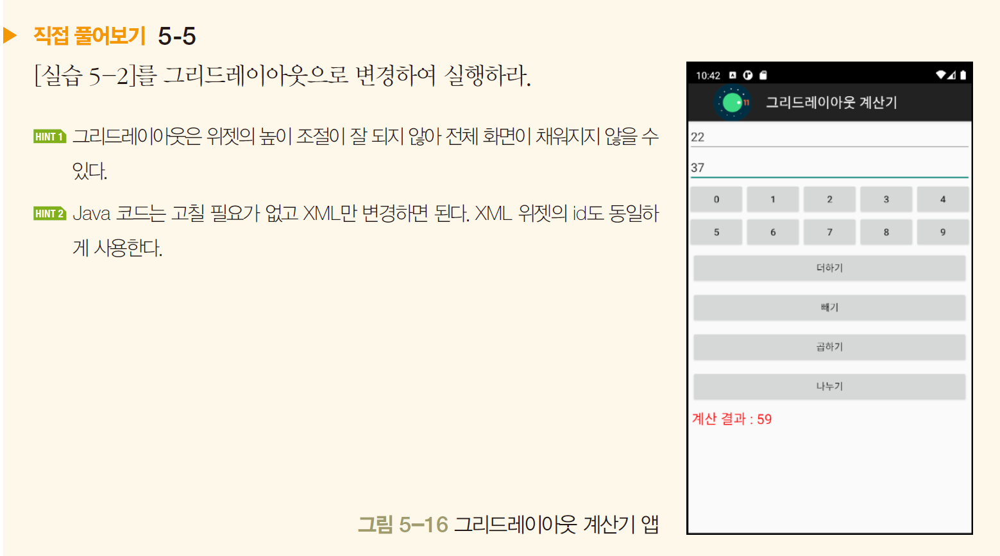 직접 풀어보기 5-5
[실습 5-2]를 그리드레이아웃으로 변경하여 실행하라.
HINT 1 그리드레이아웃은 위젯의 높이 조절이 잘 되지 않아 전체 화면이 채워지지 않을 수
있다.
HINT 2 Java 코드는 고칠 필요가 없고 XML만 변경하면 된다. XML 위젯의 id도 동일하
게 사용한다.
10:42
11
그리드레이아웃 계산기
22
37
0 1 2 3 4
5 6 7 8 9
더하기
빼기
곱하기
나누기
계산 결과 : 59
그림 5-16 그리드레이아웃 계산기 앱